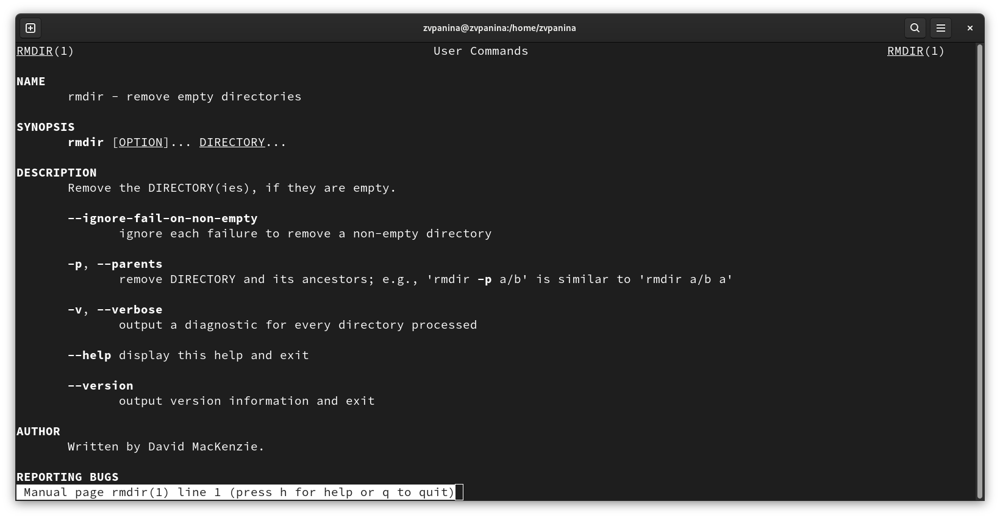 zvpanina@zvpanina:/home/zvpanina
RMDIR(1) User Commands RMDIR(1)
NAME
rmdir - remove empty directories
SYNOPSIS
rmdir [OPTION]... DIRECTORY...
DESCRIPTION
Remove the DIRECTORY(ies), if they are empty.
--ignore-fail-on-non-empty
ignore each failure to remove a non-empty directory
-p, --parents
remove DIRECTORY and its ancestors; e.g., 'rmdir -p a/b' is similar to 'rmdir a/b a'
-v, --verbose
output a diagnostic for every directory processed
--help display this help and exit
--version
output version information and exit
AUTHOR
Written by David MacKenzie.
REPORTING BUGS
Manual page rmdir(1) line 1 (press h for help or q to quit)